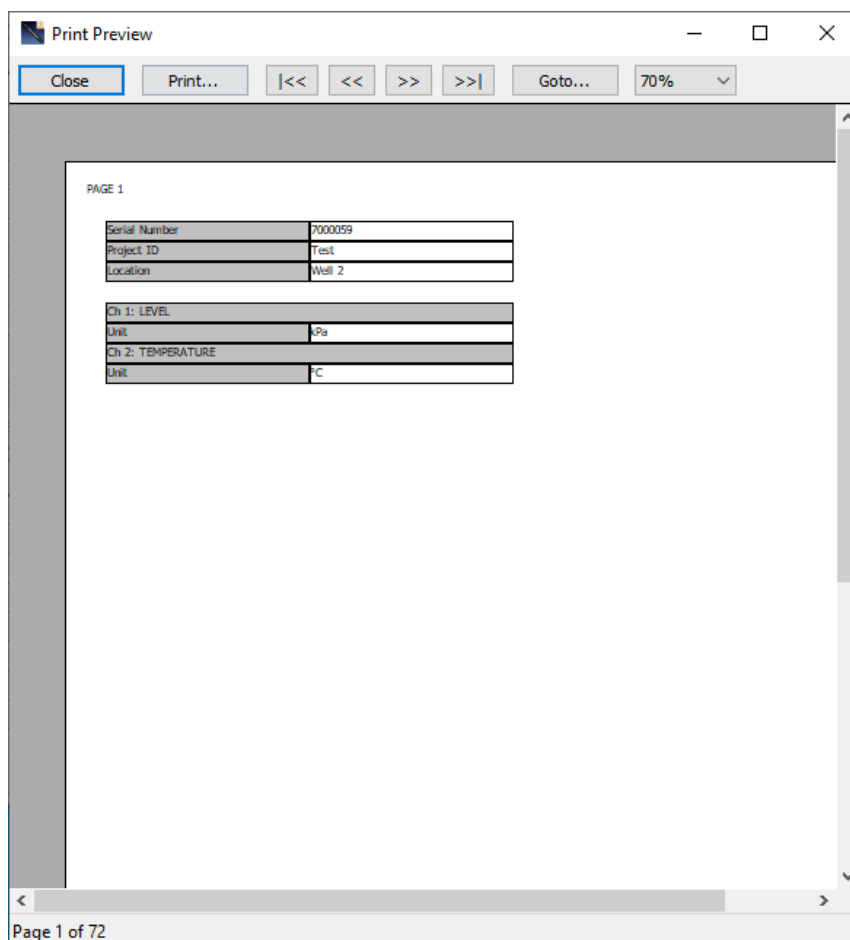 Print Preview
Close Print... |<< << >> >>| Goto... 70%
PAGE 1
Serial Number 7000059
Project ID Test
Location Well 2
Ch 1: LEVEL
Unit kPa
Ch 2: TEMPERATURE
Unit °C
Page 1 of 72